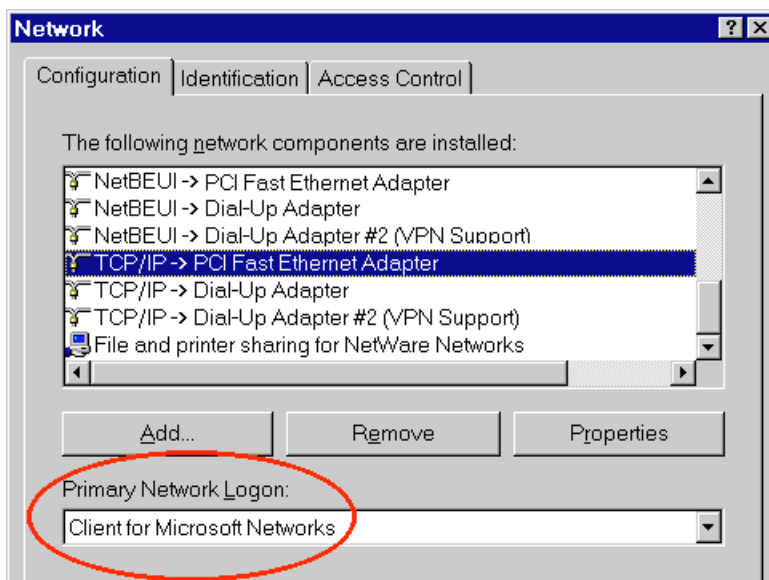 Network
Configuration Identification Access Control
The following network components are installed:
NetBEUI -> PCI Fast Ethernet Adapter
NetBEUI -> Dial-Up Adapter
NetBEUI -> Dial-Up Adapter #2 (VPN Support)
TCP/IP -> PCI Fast Ethernet Adapter
TCP/IP -> Dial-Up Adapter
TCP/IP -> Dial-Up Adapter #2 (VPN Support)
File and printer sharing for NetWare Networks
Add... Remove Properties
Primary Network Logon:
Client for Microsoft Networks